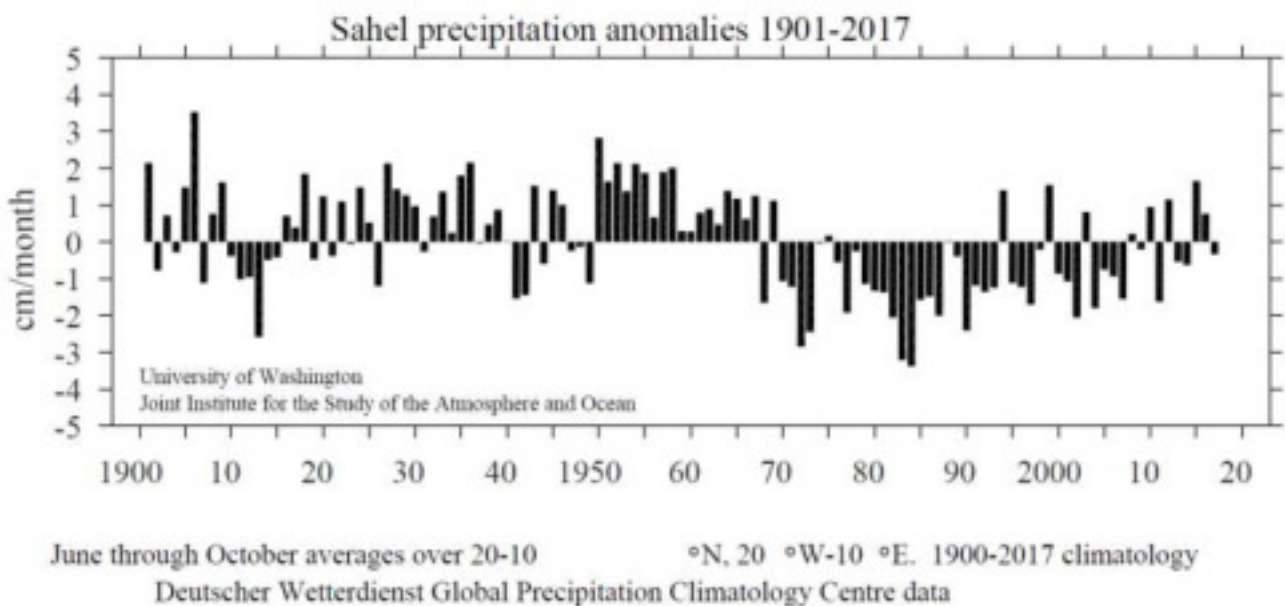 Sahel precipitation anomalies 1901-2017
5
4
3
2
1
0
-1
-2
-3
-4
-5
cm/month
University of Washington
Joint Institute for the Study of the Atmosphere and Ocean
1900 10 20 30 40 1950 60 70 80 90 2000 10 20
June through October averages over 20-10 °N, 20 °W-10 °E. 1900-2017 climatology
Deutscher Wetterdienst Global Precipitation Climatology Centre data